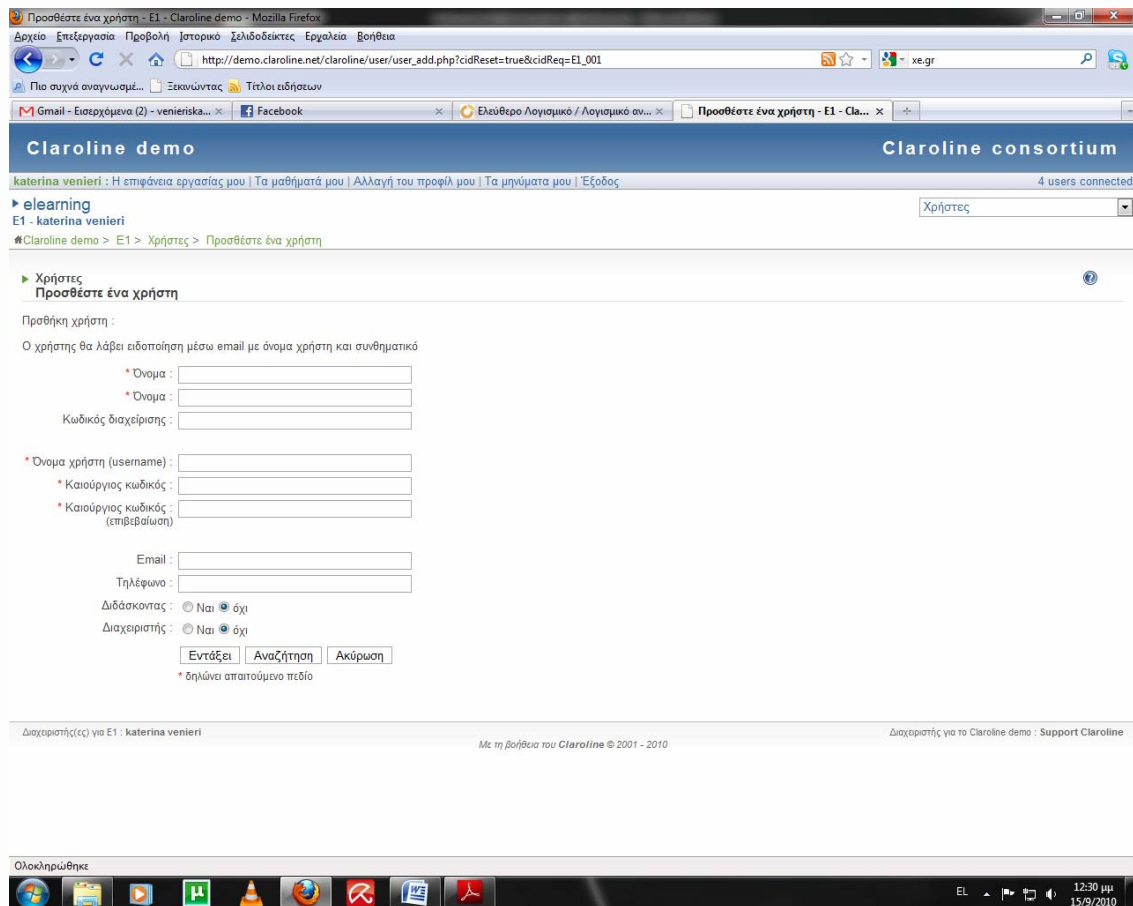 Προσθέστε ένα χρήστη - E1 - Claroline demo - Mozilla Firefox
Αρχείο Επεξεργασία Προβολή Ιστορικό Σελιδοδείκτες Εργαλεία Βοήθεια
http://demo.claroline.net/claroline/user/user_add.php?cidReset=true&cidReq=E1_001 xe.gr
Πιο συχνά αναγνωσμέ... Ξεκινώντας Τίτλοι ειδήσεων
Gmail - Εισερχόμενα (2) - venieriska... Facebook Ελεύθερο Λογισμικό / Λογισμικό αν... Προσθέστε ένα χρήστη - E1 - Cla...
Claroline demo Claroline consortium
katerina venieri : Η επιφάνεια εργασίας μου | Τα μαθήματά μου | Αλλαγή του προφίλ μου | Τα μηνύματα μου | Έξοδος 4 users connected
elearning Χρήστες
E1 - katerina venieri
Claroline demo > E1 > Χρήστες > Προσθέστε ένα χρήστη
Χρήστες
Προσθέστε ένα χρήστη
Πρσθήκη χρήστη :
Ο χρήστης θα λάβει ειδοποίηση μέσω email με όνομα χρήστη και συνθηματικό
* Όνομα :
* Όνομα :
Κωδικός διαχείρισης :
* Όνομα χρήστη (username) :
* Καιούργιος κωδικός :
* Καιούργιος κωδικός :
(επιβεβαίωση)
Email :
Τηλέφωνο :
Διδάσκοντας : Ναι όχι
Διαχειριστής : Ναι όχι
Εντάξει Αναζήτηση Ακύρωση
* δηλώνει απαιτούμενο πεδίο
Διαχειριστής(ες) για E1 : katerina venieri Διαχειριστής για το Claroline demo : Support Claroline
Με τη βοήθεια του Claroline © 2001 - 2010
Ολοκληρώθηκε
EL 12:30 μμ
15/9/2010